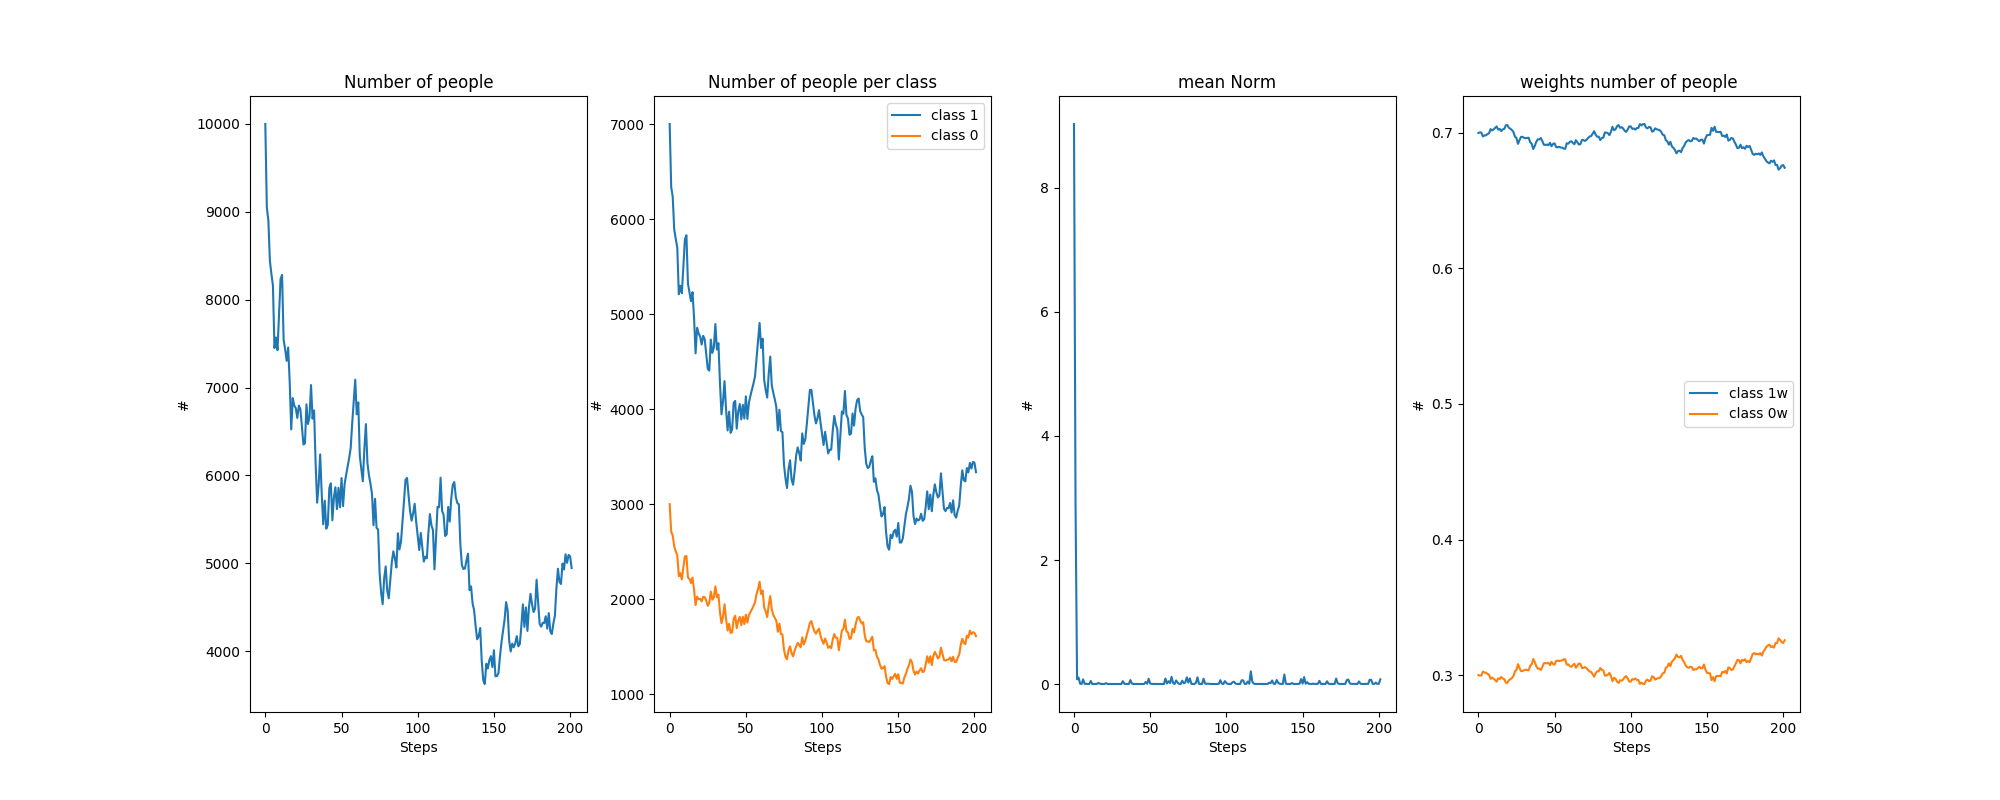 Number of people
10000
9000
8000
7000
6000
5000
4000
#
0 50 100 150 200
Steps
Number of people per class
class 1
class 0
7000
6000
5000
4000
3000
2000
1000
#
0 50 100 150 200
Steps
mean Norm
8
6
4
2
0
#
0 50 100 150 200
Steps
weights number of people
0.7
0.6
0.5
0.4
0.3
#
class 1w
class 0w
0 50 100 150 200
Steps